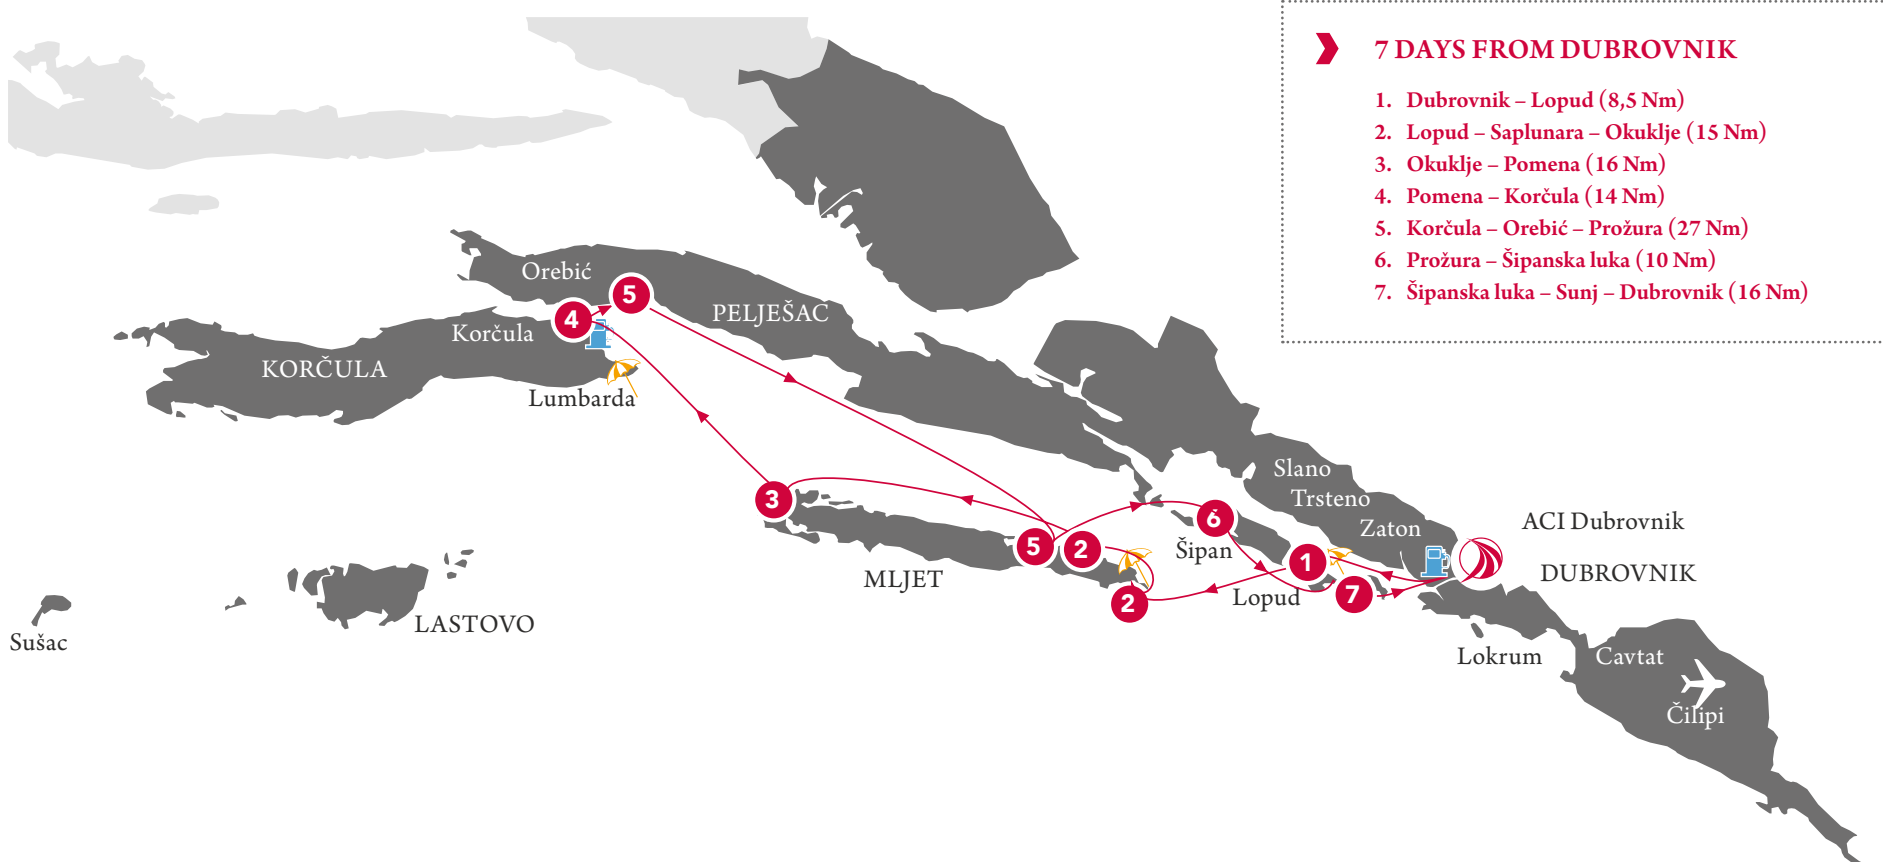 7 DAYS FROM DUBROVNIK
1. Dubrovnik – Lopud (8,5 Nm)
2. Lopud – Saplunara – Okuklje (15 Nm)
3. Okuklje – Pomena (16 Nm)
4. Pomena – Korčula (14 Nm)
5. Korčula – Orebić – Prožura (27 Nm)
6. Prožura – Šipanska luka (10 Nm)
7. Šipanska luka – Sunj – Dubrovnik (16 Nm)
Orebić
5
4
PELJEŠAC
Korčula
KORČULA
Lumbarda
Slano
Trsteno
3
6
Zaton
ACI Dubrovnik
5
2
Šipan
1
MLJET
DUBROVNIK
2
Lopud
7
LASTOVO
Sušac
Lokrum
Cavtat
Čilipi